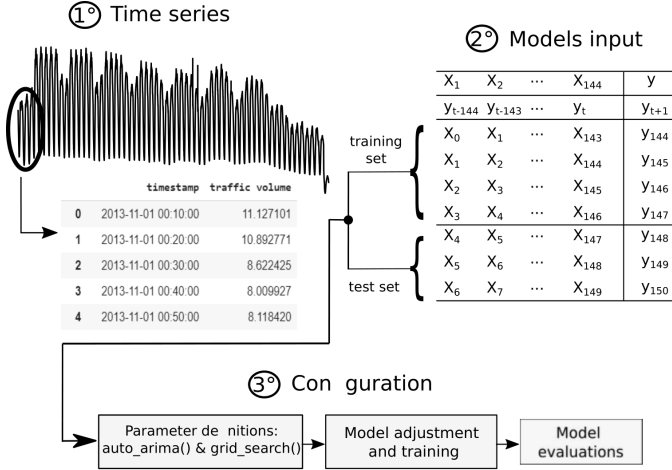 1° Time series
timestamp traffic volume
0 2013-11-01 00:10:00 11.127101
1 2013-11-01 00:20:00 10.892771
2 2013-11-01 00:30:00 8.622425
3 2013-11-01 00:40:00 8.009927
4 2013-11-01 00:50:00 8.118420
2° Models input
X1 X2 ... X144 y
yt-144 yt-143 ... yt yt+1
training
set
X0 X1 ... X143 y144
X1 X2 ... X144 y145
X2 X3 ... X145 y146
X3 X4 ... X146 y147
test set
X4 X5 ... X147 y148
X5 X6 ... X148 y149
X6 X7 ... X149 y150
3° Con guration
Parameter de nitions:
auto_arima() & grid_search()
Model adjustment
and training
Model
evaluations